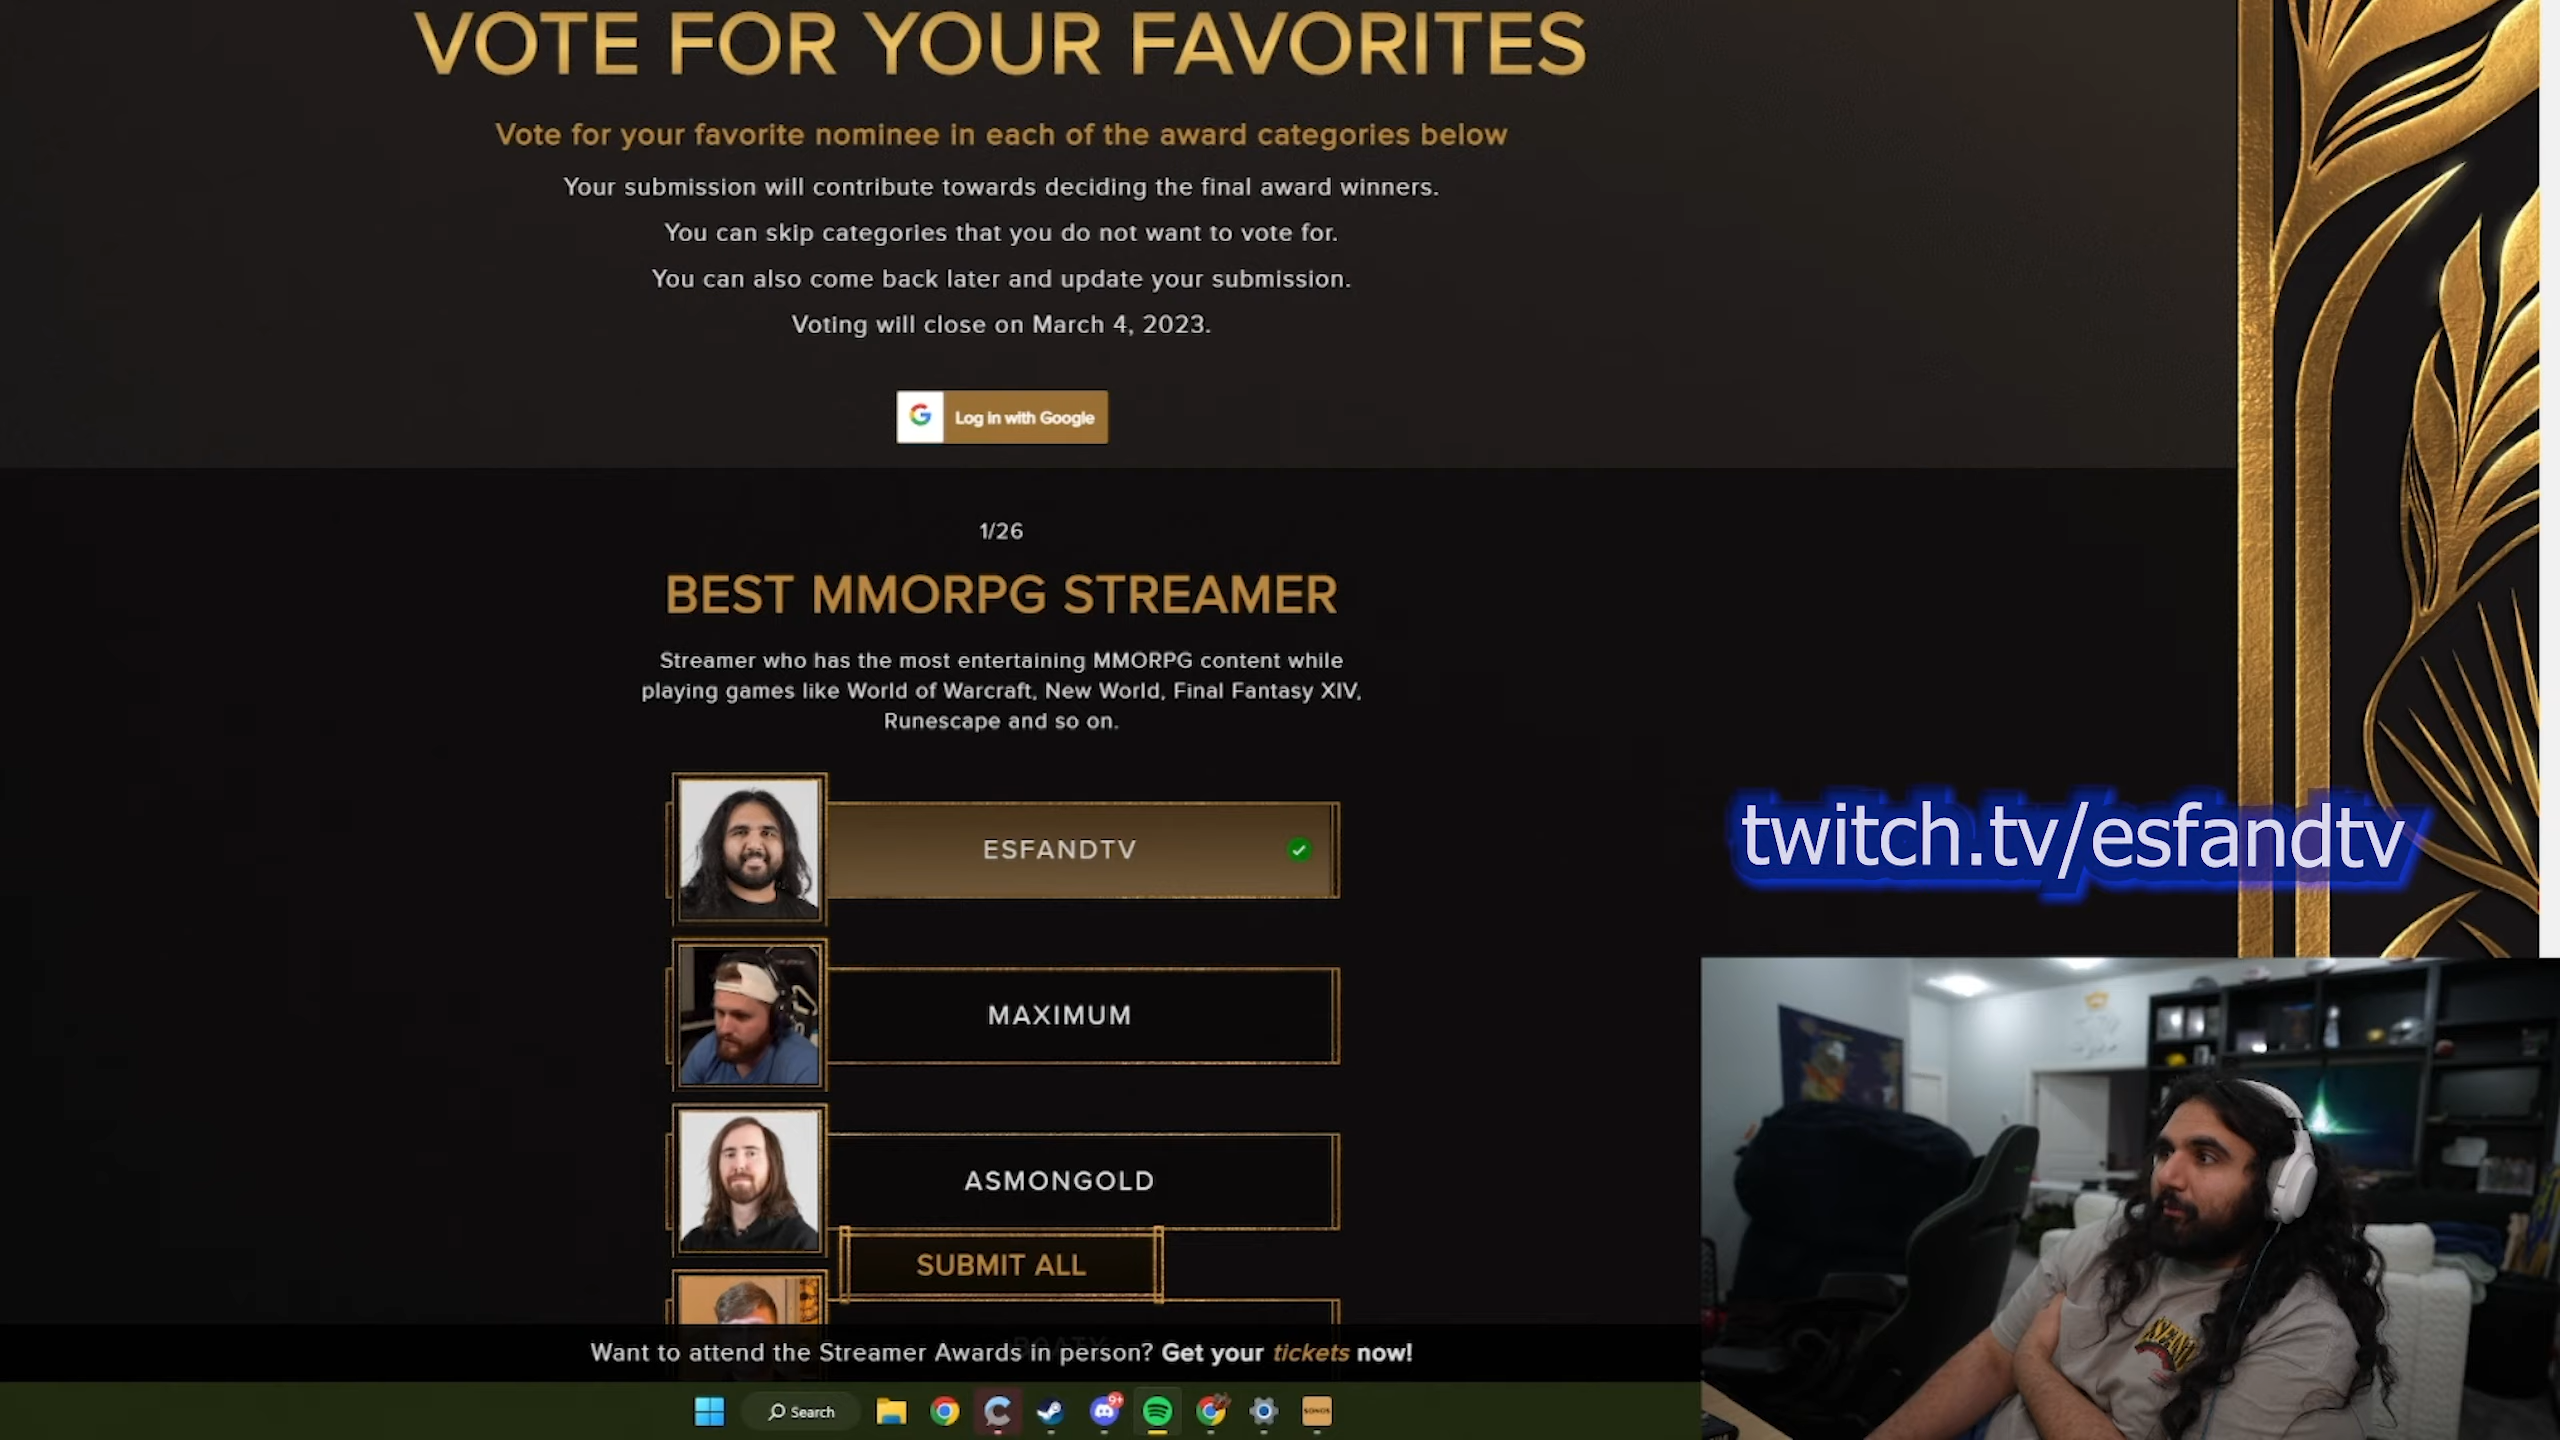 VOTE FOR YOUR FAVORITES
Vote for your favorite nominee in each of the award categories below
Your submission will contribute towards deciding the final award winners.
You can skip categories that you do not want to vote for.
You can also come back later and update your submission.
Voting will close on March 4, 2023.
G Log in with Google
1/26
BEST MMORPG STREAMER
Streamer who has the most entertaining MMORPG content while
playing games like World of Warcraft, New World, Final Fantasy XIV,
Runescape and so on.
ESFANDTV
twitch.tv/esfandtv
MAXIMUM
ASMONGOLD
SUBMIT ALL
Want to attend the Streamer Awards in person? Get your tickets now!
Search
9+
SONOS